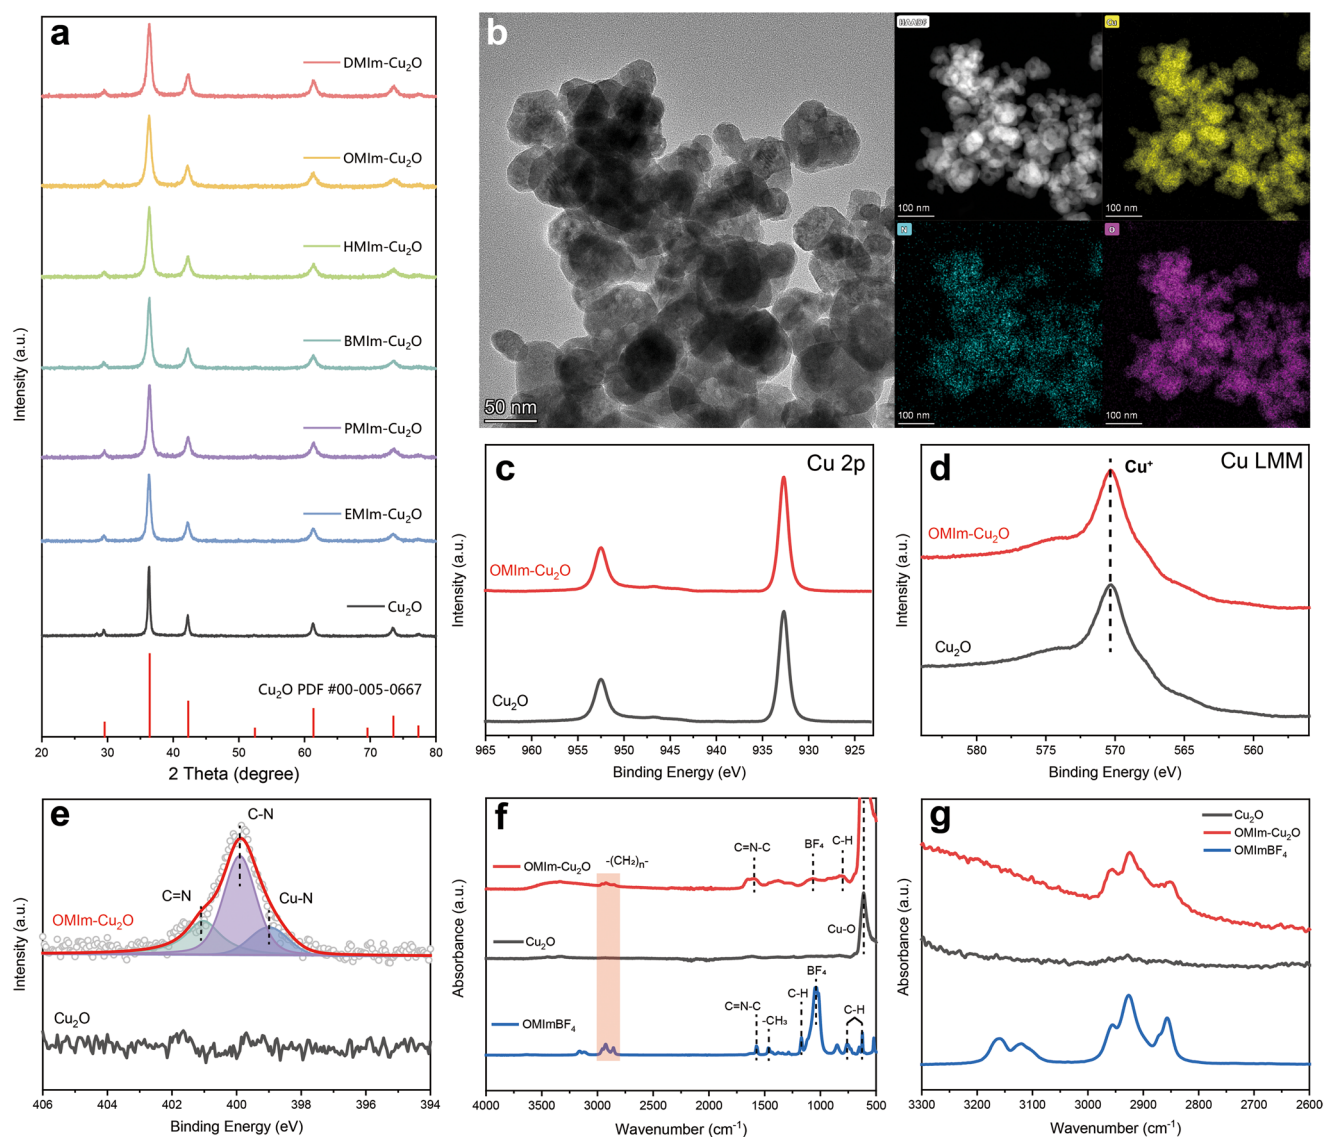 a
DMIm-Cu₂O
OMIm-Cu₂O
HMIm-Cu₂O
BMIm-Cu₂O
PMIm-Cu₂O
EMIm-Cu₂O
Cu₂O
Cu₂O PDF #00-005-0667
Intensity (a.u.)
20 30 40 50 60 70 80
2 Theta (degree)
b
50 nm
HAADF
100 nm
Cu
100 nm
N
100 nm
O
100 nm
c
Cu 2p
OMIm-Cu₂O
Cu₂O
Intensity (a.u.)
965 960 955 950 945 940 935 930 925
Binding Energy (eV)
d
Cu⁺
Cu LMM
OMIm-Cu₂O
Cu₂O
Intensity (a.u.)
580 575 570 565 560
Binding Energy (eV)
e
C-N
C=N
Cu-N
OMIm-Cu₂O
Cu₂O
Intensity (a.u.)
406 404 402 400 398 396 394
Binding Energy (eV)
f
OMIm-Cu₂O
-(CH₂)n-
C=N-C
BF₄
C-H
Cu₂O
Cu-O
OMImBF₄
C=N-C
-CH₃
C-H
BF₄
C-H
Absorbance (a.u.)
4000 3500 3000 2500 2000 1500 1000 500
Wavenumber (cm⁻¹)
g
Cu₂O
OMIm-Cu₂O
OMImBF₄
Absorbance (a.u.)
3300 3200 3100 3000 2900 2800 2700 2600
Wavenumber (cm⁻¹)